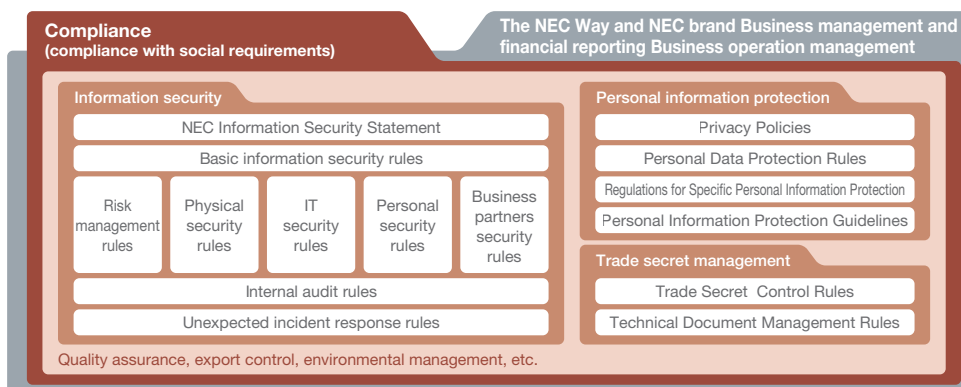 Compliance
(compliance with social requirements)
The NEC Way and NEC brand Business management and
financial reporting Business operation management
Information security
NEC Information Security Statement
Basic information security rules
Risk
management
rules
Physical
security
rules
IT
security
rules
Personal
security
rules
Business
partners
security
rules
Internal audit rules
Unexpected incident response rules
Personal information protection
Privacy Policies
Personal Data Protection Rules
Regulations for Specific Personal Information Protection
Personal Information Protection Guidelines
Trade secret management
Trade Secret Control Rules
Technical Document Management Rules
Quality assurance, export control, environmental management, etc.